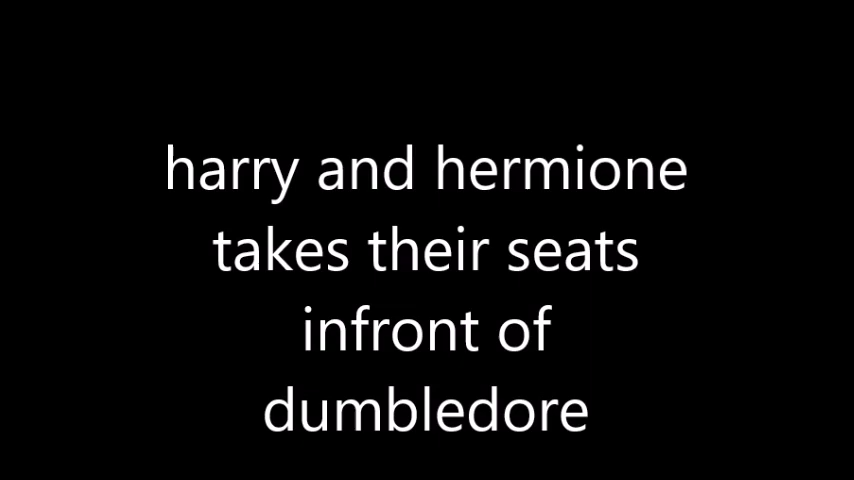 harry and hermione
takes their seats
infront of
dumbledore